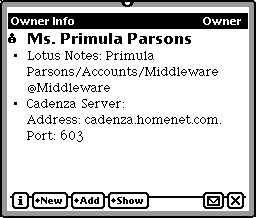 Owner Info Owner
Ms. Primula Parsons
• Lotus Notes: Primula
Parsons/Accounts/Middleware
@Middleware
• Cadenza Server:
Address: cadenza.homenet.com.
Port: 603
i •New •Add •Show